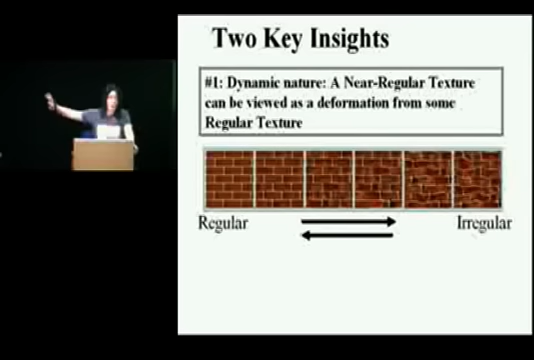 Two Key Insights
#1: Dynamic nature: A Near-Regular Texture
can be viewed as a deformation from some
Regular Texture
Regular
Irregular